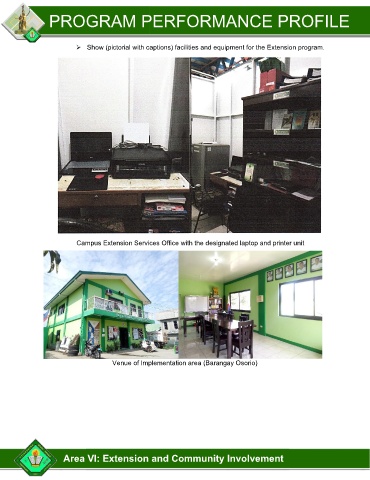 PROGRAM PERFORMANCE PROFILE
➢ Show (pictorial with captions) facilities and equipment for the Extension program.
Campus Extension Services Office with the designated laptop and printer unit
Venue of Implementation area (Barangay Osorio)
Area VI: Extension and Community Involvement